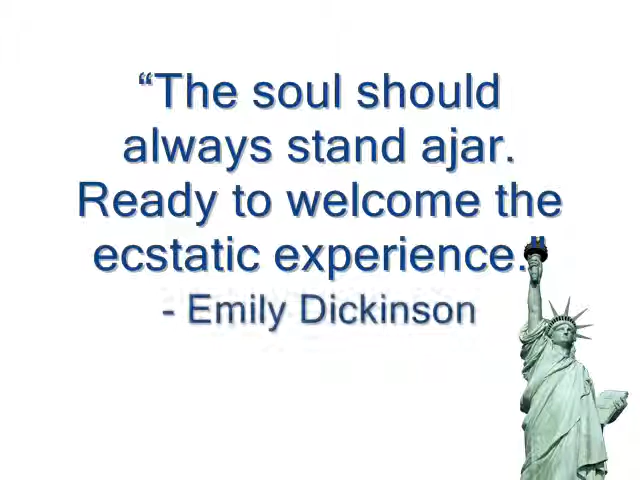 “The soul should
always stand ajar.
Ready to welcome the
ecstatic experience."
- Emily Dickinson